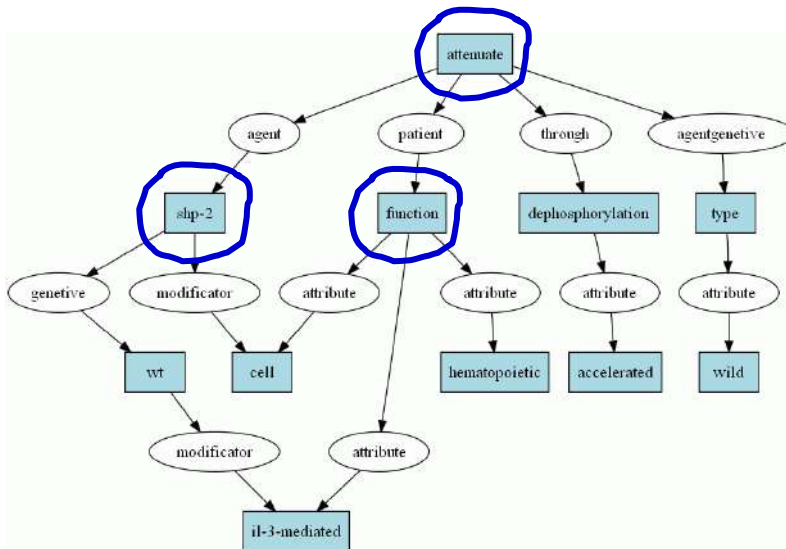 attenuate
agent patient through agentgenetive
shp-2 function dephosphorylation type
genetive modificator attribute attribute attribute attribute
wt cell hematopoietic accelerated wild
modificator attribute
il-3-mediated